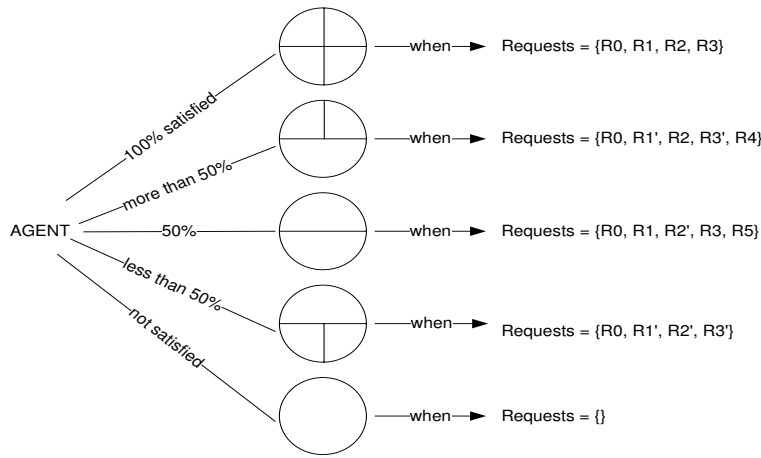 100% satisfied
when
Requests = {R0, R1, R2, R3}
more than 50%
when
Requests = {R0, R1', R2, R3', R4}
AGENT
50%
when
Requests = {R0, R1, R2', R3, R5}
less than 50%
when
Requests = {R0, R1', R2', R3'}
not satisfied
when
Requests = {}